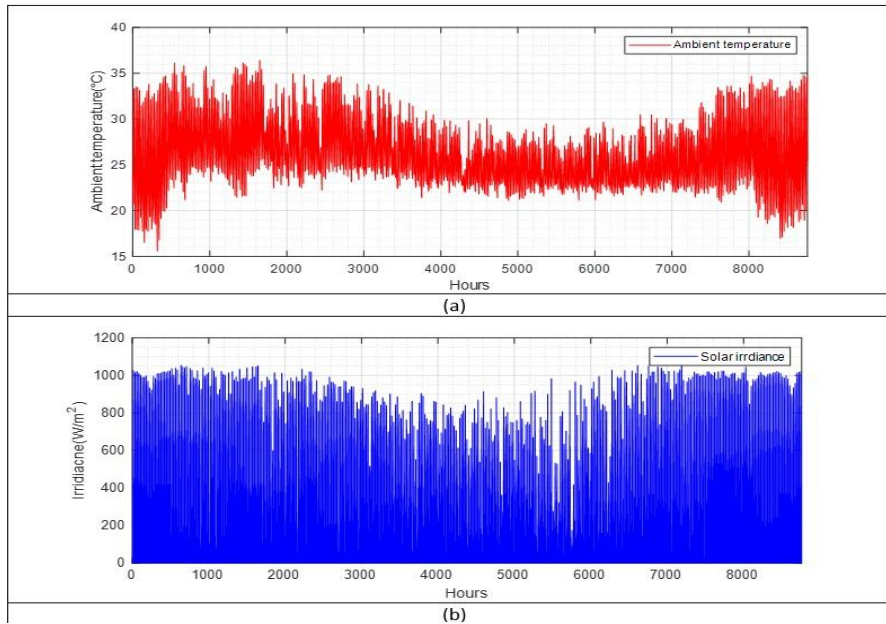 40
35
30
25
20
15
Ambient temperature(°C)
Ambient temperature
0 1000 2000 3000 4000 5000 6000 7000 8000
Hours
(a)
1200
1000
800
600
400
200
0
Irridiacne(W/m²)
Solar irrdiance
0 1000 2000 3000 4000 5000 6000 7000 8000
Hours
(b)